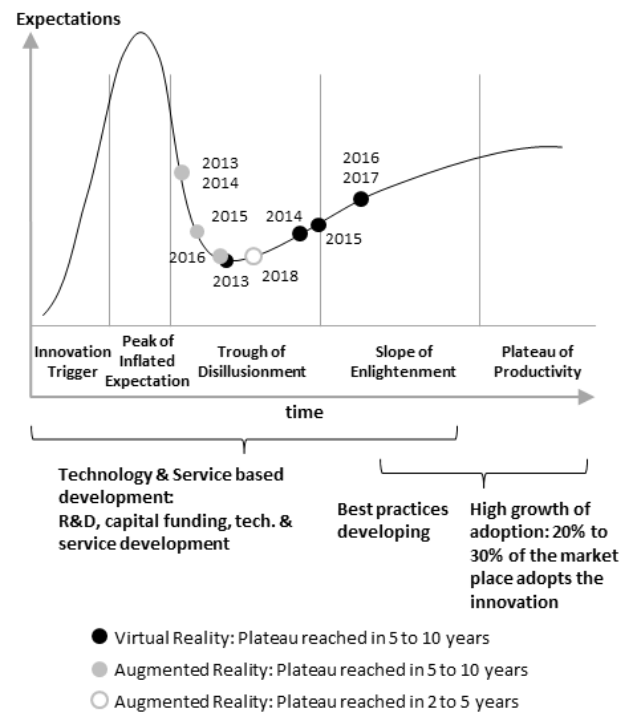 Expectations
2013
2014
2015
2016
2013
2018
2014
2015
2016
2017
Innovation
Trigger
Peak of
Inflated
Expectation
Trough of
Disillusionment
Slope of
Enlightenment
Plateau of
Productivity
time
Technology & Service based
development:
R&D, capital funding, tech. &
service development
Best practices
developing
High growth of
adoption: 20% to
30% of the market
place adopts the
innovation
Virtual Reality: Plateau reached in 5 to 10 years
Augmented Reality: Plateau reached in 5 to 10 years
Augmented Reality: Plateau reached in 2 to 5 years